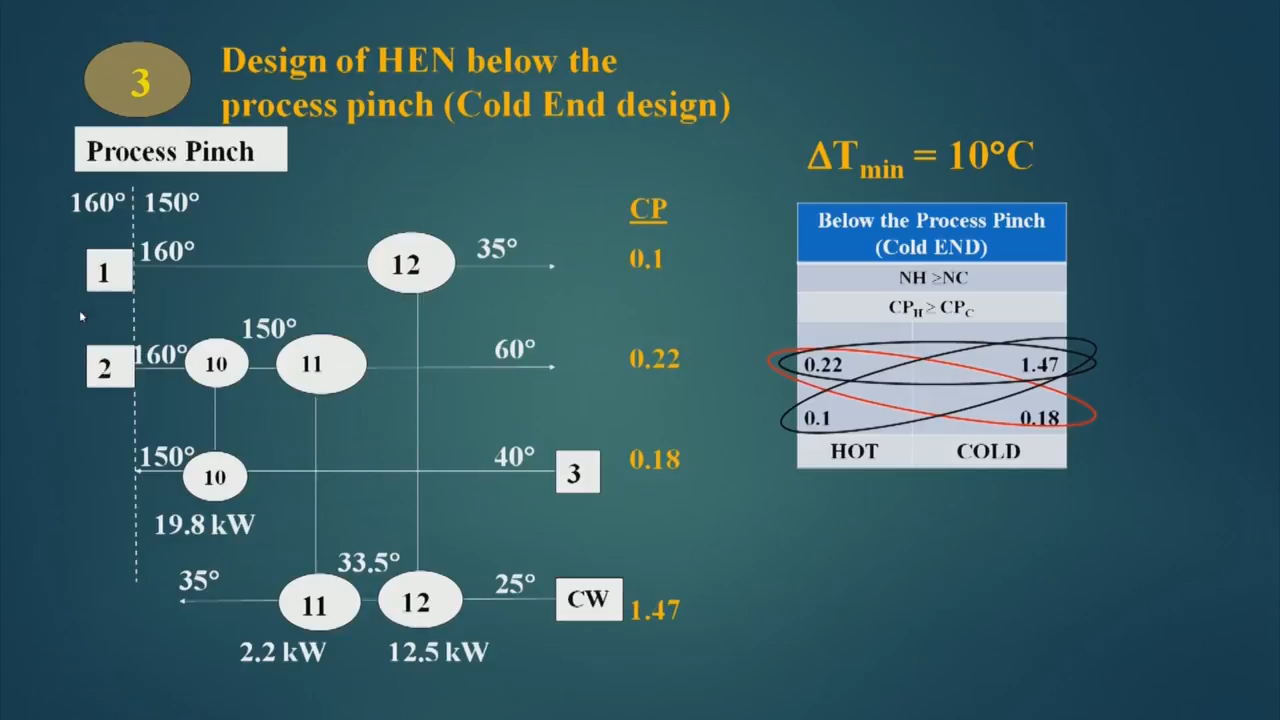 3
Design of HEN below the
process pinch (Cold End design)
Process Pinch
ΔTmin = 10°C
160° 150°
CP
1 160° 12 35° 0.1
150°
2 160° 10 11 60° 0.22
150° 10 40° 3 0.18
19.8 kW
33.5°
35° 11 12 25° CW 1.47
2.2 kW 12.5 kW
Below the Process Pinch
(Cold END)
NH ≥NC
CPH ≥ CPC
0.22 1.47
0.1 0.18
HOT COLD